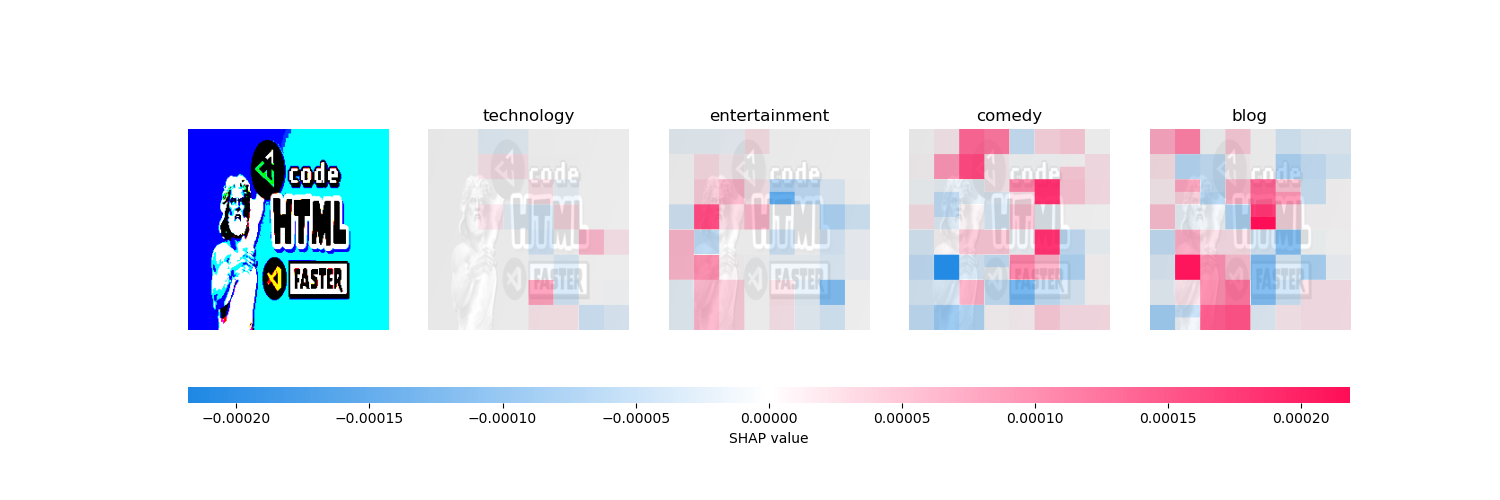 technology
entertainment
comedy
blog
code
HTML
FASTER
code
HTML
FASTER
code
HTML
FASTER
code
HTML
FASTER
code
HTML
FASTER
−0.00020
−0.00015
−0.00010
−0.00005
0.00000
0.00005
0.00010
0.00015
0.00020
SHAP value